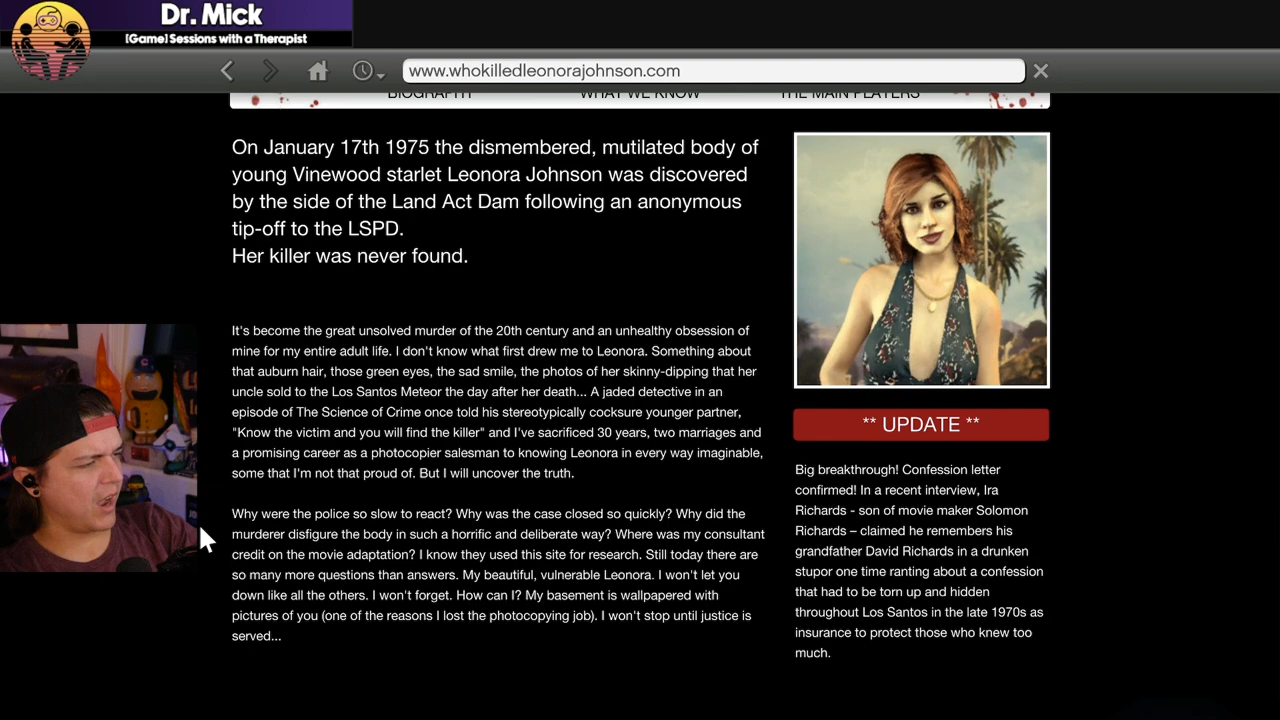 Dr. Mick
[Game] Sessions with a Therapist
www.whokilledleonorajohnson.com
BIOGRAPHY
WHAT WE KNOW
THE MAIN PLAYERS
On January 17th 1975 the dismembered, mutilated body of
young Vinewood starlet Leonora Johnson was discovered
by the side of the Land Act Dam following an anonymous
tip-off to the LSPD.
Her killer was never found.
It's become the great unsolved murder of the 20th century and an unhealthy obsession of
mine for my entire adult life. I don't know what first drew me to Leonora. Something about
that auburn hair, those green eyes, the sad smile, the photos of her skinny-dipping that her
uncle sold to the Los Santos Meteor the day after her death... A jaded detective in an
episode of The Science of Crime once told his stereotypically cocksure younger partner,
"Know the victim and you will find the killer" and I've sacrificed 30 years, two marriages and
a promising career as a photocopier salesman to knowing Leonora in every way imaginable,
some that I'm not that proud of. But I will uncover the truth.
Why were the police so slow to react? Why was the case closed so quickly? Why did the
murderer disfigure the body in such a horrific and deliberate way? Where was my consultant
credit on the movie adaptation? I know they used this site for research. Still today there are
so many more questions than answers. My beautiful, vulnerable Leonora. I won't let you
down like all the others. I won't forget. How can I? My basement is wallpapered with
pictures of you (one of the reasons I lost the photocopying job). I won't stop until justice is
served...
** UPDATE **
Big breakthrough! Confession letter
confirmed! In a recent interview, Ira
Richards - son of movie maker Solomon
Richards – claimed he remembers his
grandfather David Richards in a drunken
stupor one time ranting about a confession
that had to be torn up and hidden
throughout Los Santos in the late 1970s as
insurance to protect those who knew too
much.